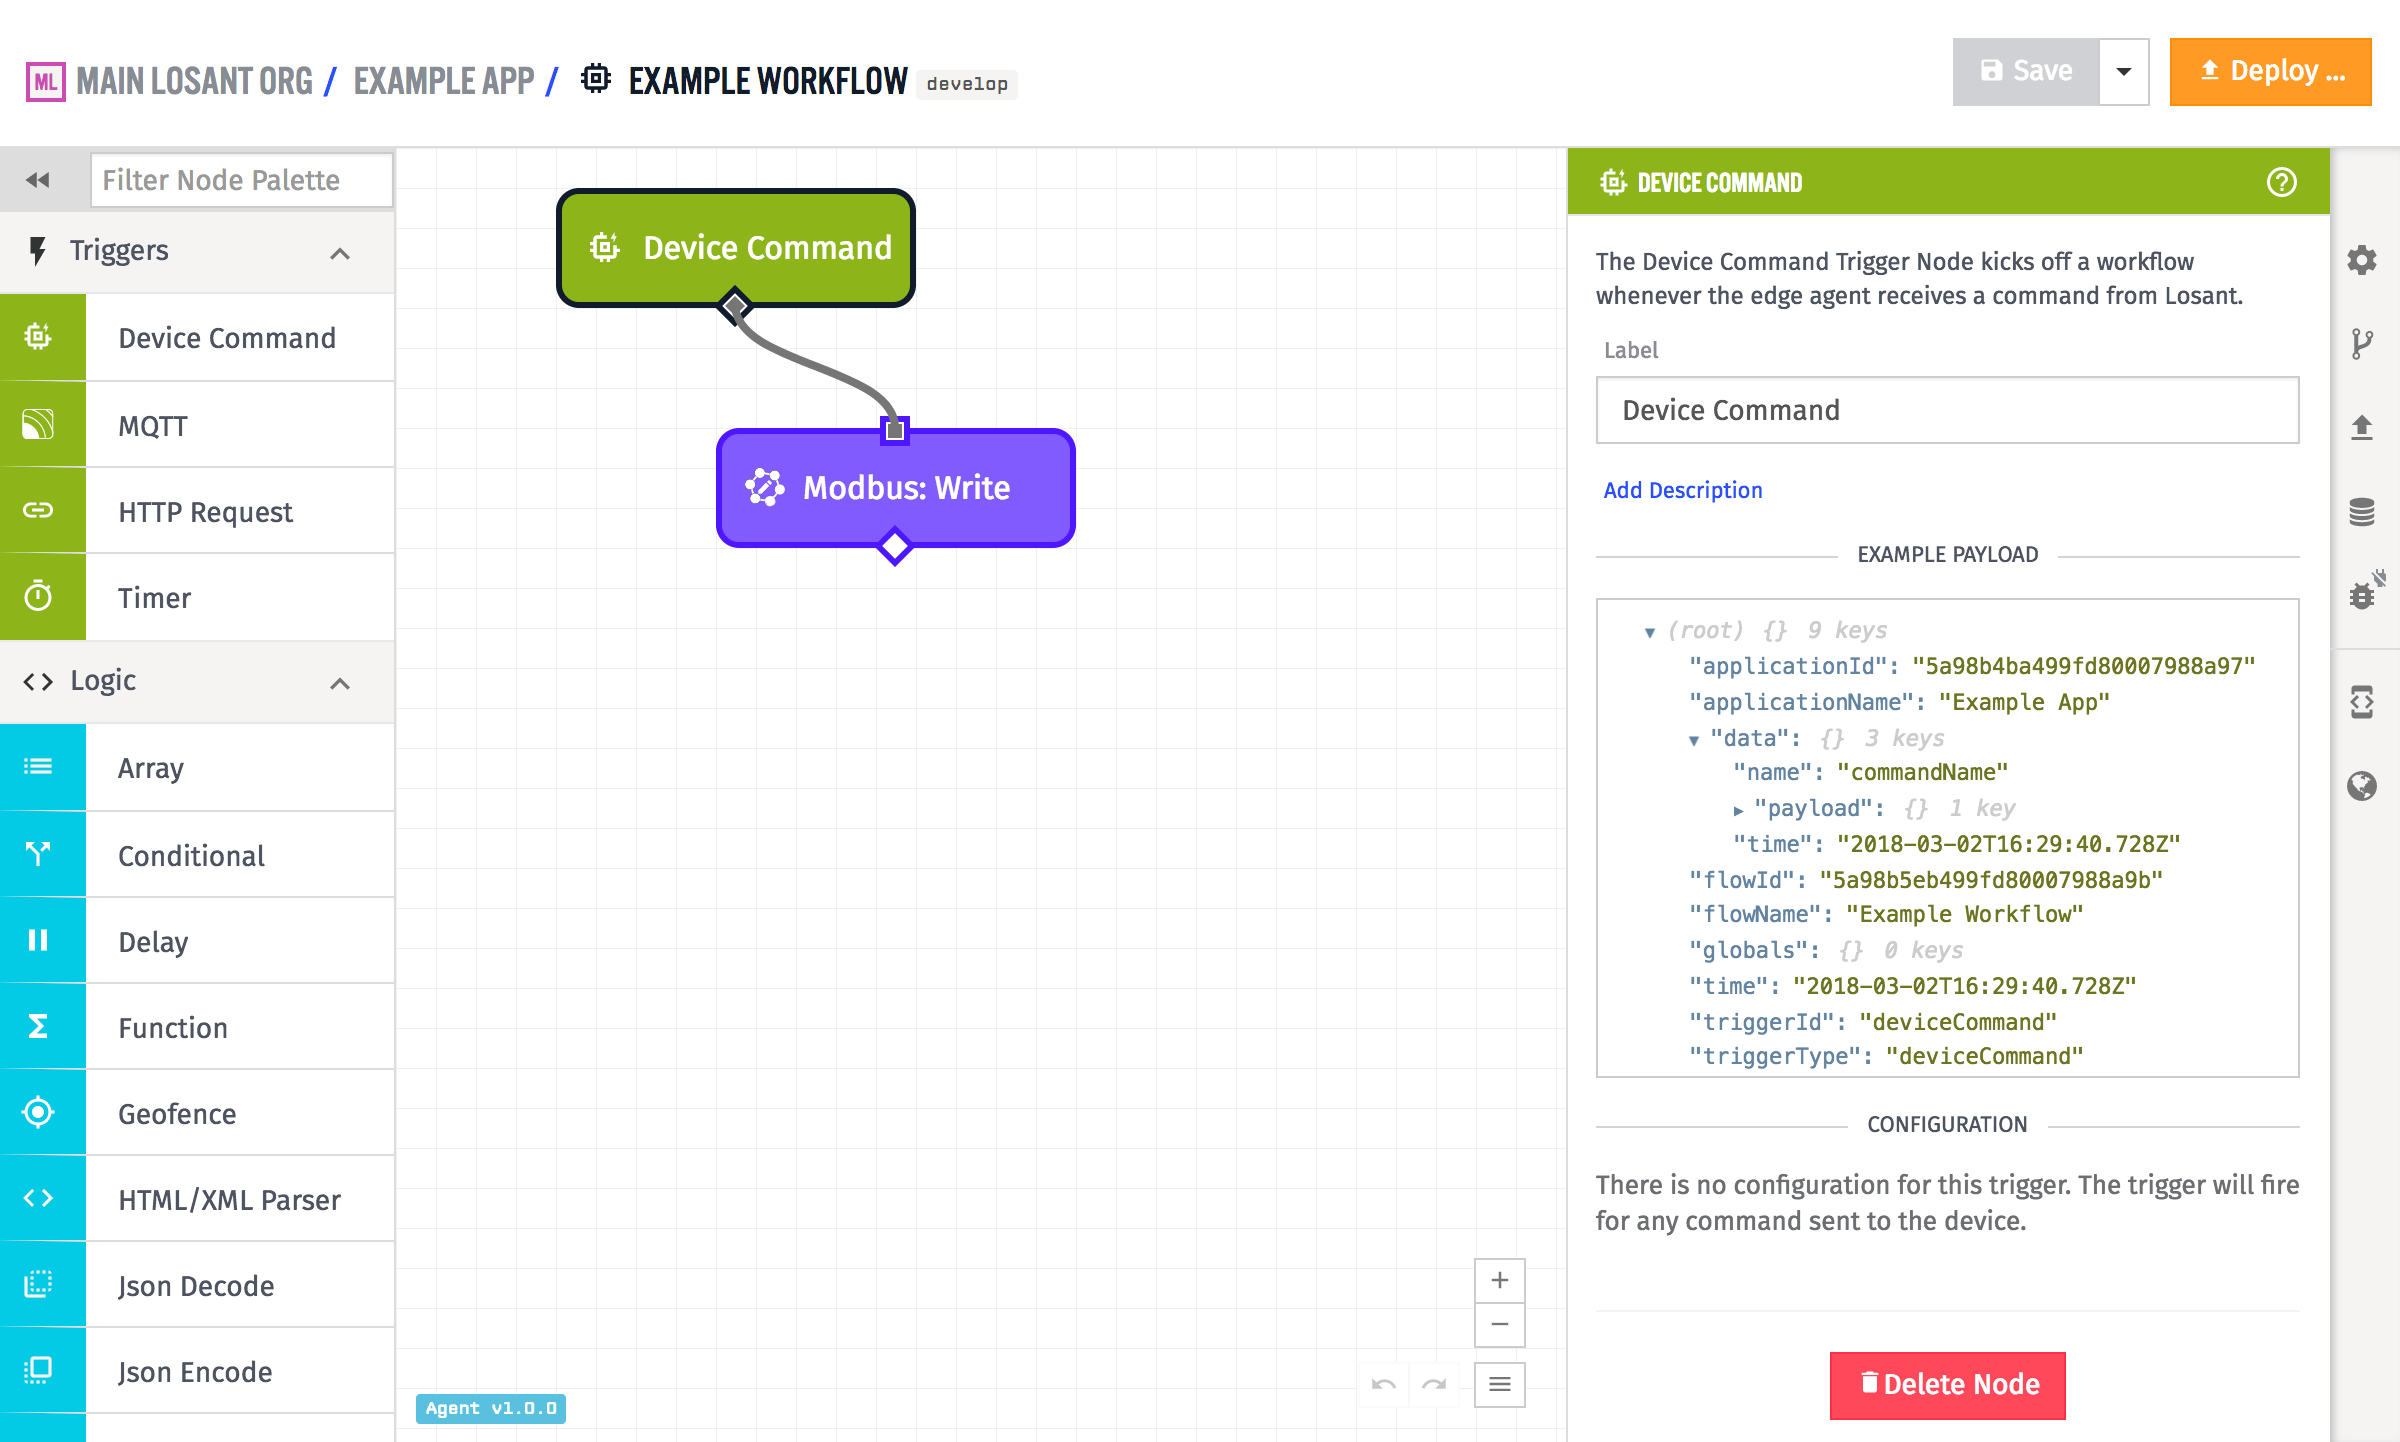 ML MAIN LOSANT ORG / EXAMPLE APP / EXAMPLE WORKFLOW develop
Save
Deploy ...
Filter Node Palette
Triggers
Device Command
MQTT
HTTP Request
Timer
Logic
Array
Conditional
Delay
Function
Geofence
HTML/XML Parser
Json Decode
Json Encode
Device Command
Modbus: Write
Agent v1.0.0
DEVICE COMMAND
The Device Command Trigger Node kicks off a workflow
whenever the edge agent receives a command from Losant.
Label
Device Command
Add Description
EXAMPLE PAYLOAD
(root) {} 9 keys
"applicationId": "5a98b4ba499fd80007988a97"
"applicationName": "Example App"
"data": {} 3 keys
"name": "commandName"
"payload": {} 1 key
"time": "2018-03-02T16:29:40.728Z"
"flowId": "5a98b5eb499fd80007988a9b"
"flowName": "Example Workflow"
"globals": {} 0 keys
"time": "2018-03-02T16:29:40.728Z"
"triggerId": "deviceCommand"
"triggerType": "deviceCommand"
CONFIGURATION
There is no configuration for this trigger. The trigger will fire
for any command sent to the device.
Delete Node